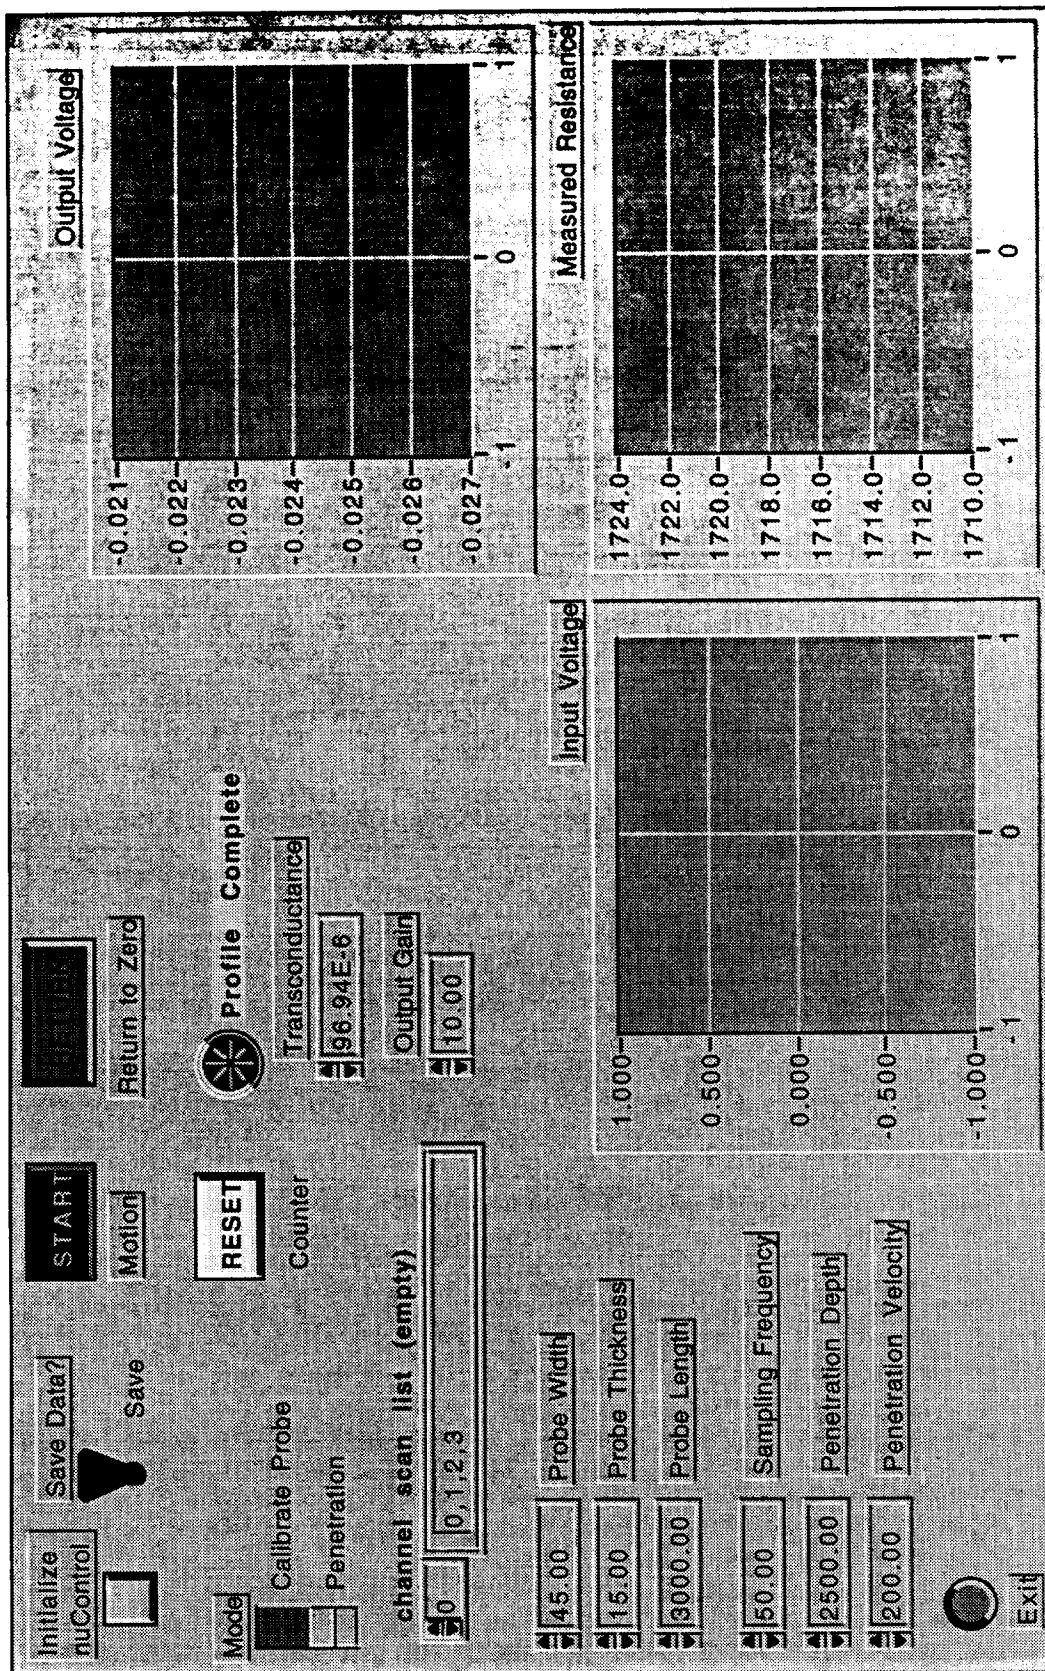 Initialize
nuControl
Save Data?
Save
START
Motion
RETURN
Return to Zero
Mode
Calibrate Probe
Penetration
RESET
Counter
Profile Complete
channel scan list (empty)
0
0,1,2,3
Transconductance
96.94E-6
Output Gain
10.00
45.00
Probe Width
15.00
Probe Thickness
3000.00
Probe Length
50.00
Sampling Frequency
2500.00
Penetration Depth
200.00
Penetration Velocity
Exit
Output Voltage
-0.021
-0.022
-0.023
-0.024
-0.025
-0.026
-0.027
-1 0 1
Input Voltage
1.000
0.500
0.000
-0.500
-1.000
-1 0 1
Measured Resistance
1724.0
1722.0
1720.0
1718.0
1716.0
1714.0
1712.0
1710.0
-1 0 1